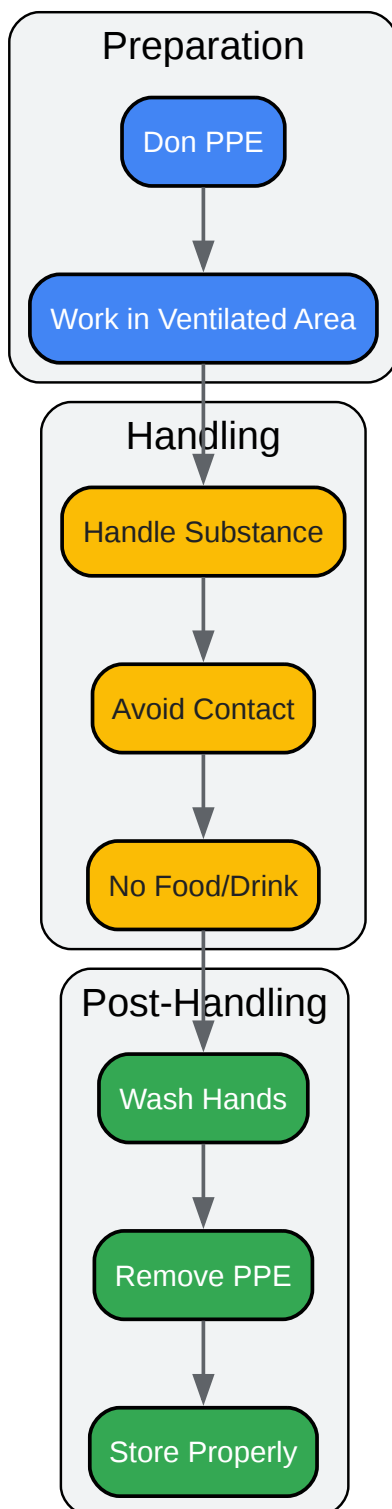 Preparation
Don PPE
Work in Ventilated Area
Handling
Handle Substance
Avoid Contact
No Food/Drink
Post-Handling
Wash Hands
Remove PPE
Store Properly